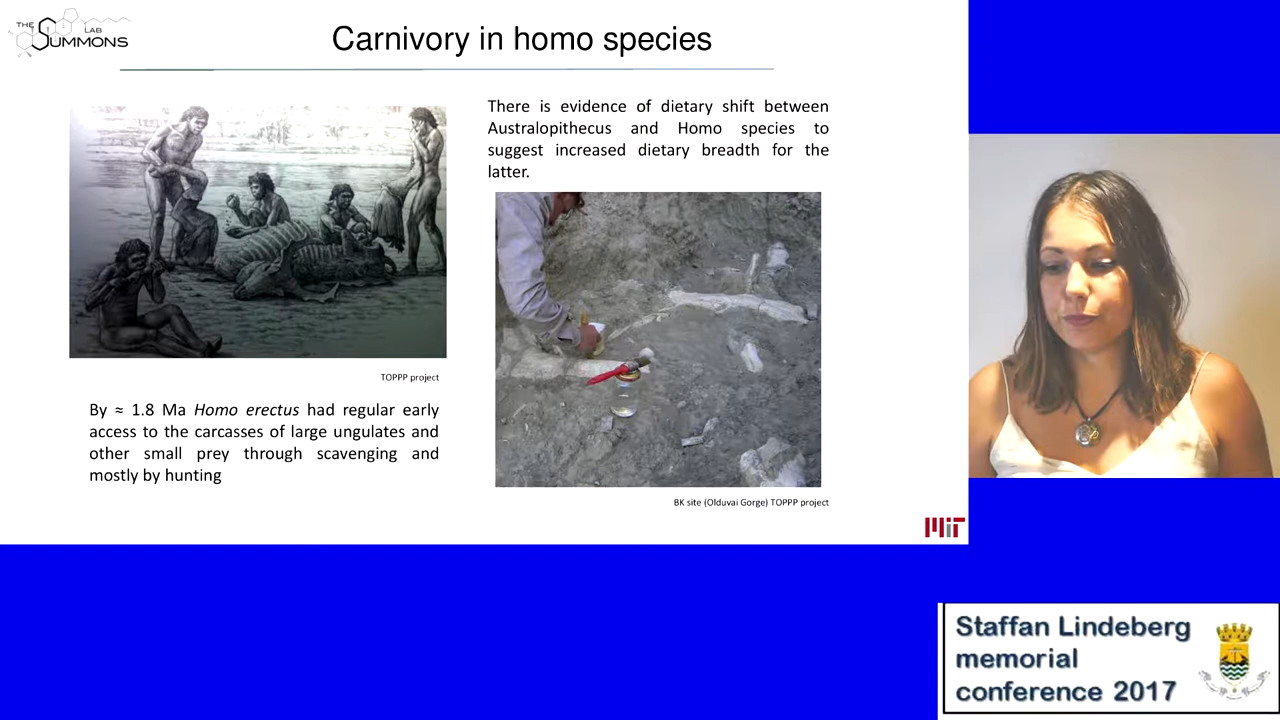 THE
SUMMONS
LAB
Carnivory in homo species
There is evidence of dietary shift between
Australopithecus and Homo species to
suggest increased dietary breadth for the
latter.
TOPPP project
By ≈ 1.8 Ma Homo erectus had regular early
access to the carcasses of large ungulates and
other small prey through scavenging and
mostly by hunting
BK site (Olduvai Gorge) TOPPP project
MIT
Staffan Lindeberg
memorial
conference 2017